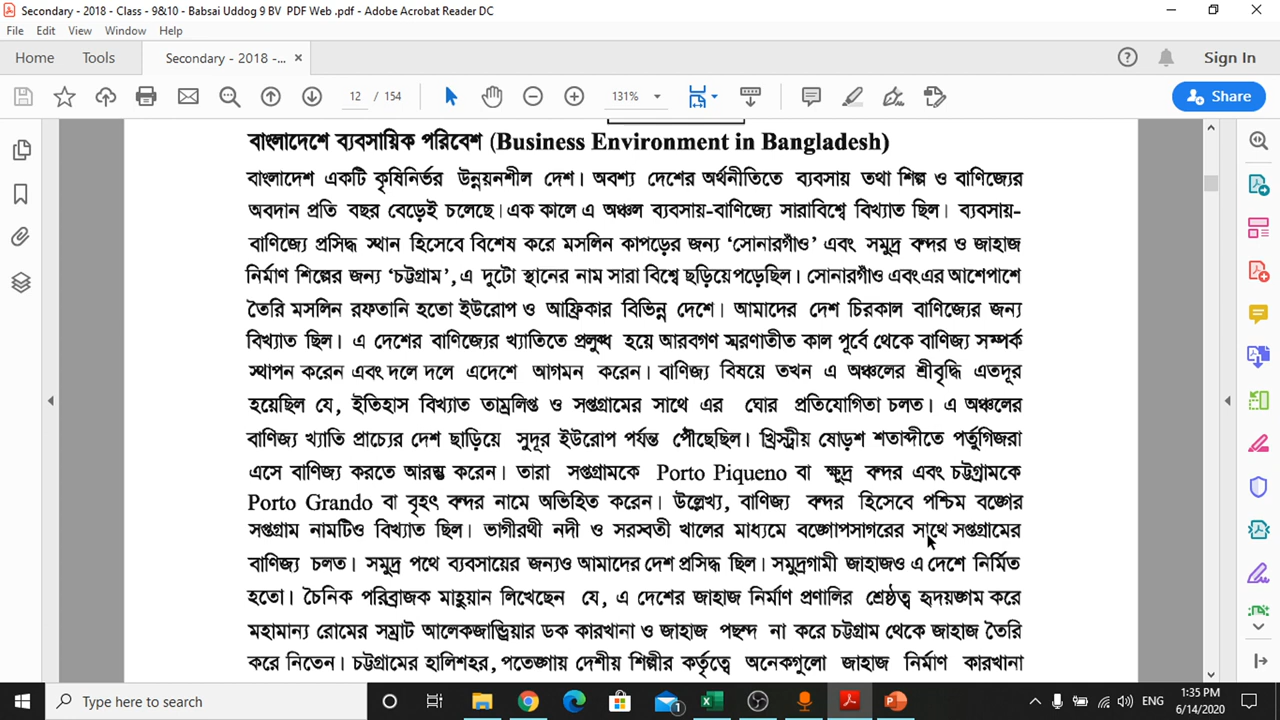 Secondary - 2018 - Class - 9&10 - Babsai Uddog 9 BV PDF Web .pdf - Adobe Acrobat Reader DC
File Edit View Window Help
Home Tools Secondary - 2018 -... × Sign In
12 / 154 131% Share
বাংলাদেশে ব্যবসায়িক পরিবেশ (Business Environment in Bangladesh)
বাংলাদেশ একটি কৃষিনির্ভর উন্নয়নশীল দেশ। অবশ্য দেশের অর্থনীতিতে ব্যবসায় তথা শিল্প ও বাণিজ্যের
অবদান প্রতি বছর বেড়েই চলেছে। এক কালে এ অঞ্চল ব্যবসায়-বাণিজ্যে সারাবিশ্বে বিখ্যাত ছিল। ব্যবসায়-
বাণিজ্যে প্রসিদ্ধ স্থান হিসেবে বিশেষ করে মসলিন কাপড়ের জন্য ‘সোনারগাঁও’ এবং সমুদ্র বন্দর ও জাহাজ
নির্মাণ শিল্পের জন্য ‘চট্টগ্রাম’, এ দুটো স্থানের নাম সারা বিশ্বে ছড়িয়ে পড়েছিল। সোনারগাঁও এবং এর আশেপাশে
তৈরি মসলিন রফতানি হতো ইউরোপ ও আফ্রিকার বিভিন্ন দেশে। আমাদের দেশ চিরকাল বাণিজ্যের জন্য
বিখ্যাত ছিল। এ দেশের বাণিজ্যের খ্যাতিতে প্রলুব্ধ হয়ে আরবগণ স্মরণাতীত কাল পূর্বে থেকে বাণিজ্য সম্পর্ক
স্থাপন করেন এবং দলে দলে এদেশে আগমন করেন। বাণিজ্য বিষয়ে তখন এ অঞ্চলের শ্রীবৃদ্ধি এতদূর
হয়েছিল যে, ইতিহাস বিখ্যাত তাম্রলিপ্ত ও সপ্তগ্রামের সাথে এর ঘোর প্রতিযোগিতা চলত। এ অঞ্চলের
বাণিজ্য খ্যাতি প্রাচ্যের দেশ ছাড়িয়ে সুদূর ইউরোপ পর্যন্ত পৌঁছেছিল। খ্রিস্ট্রীয় ষোড়শ শতাব্দীতে পর্তুগিজরা
এসে বাণিজ্য করতে আরম্ভ করেন। তারা সপ্তগ্রামকে Porto Piqueno বা ক্ষুদ্র বন্দর এবং চট্টগ্রামকে
Porto Grando বা বৃহৎ বন্দর নামে অভিহিত করেন। উল্লেখ্য, বাণিজ্য বন্দর হিসেবে পশ্চিম বঙ্গের
সপ্তগ্রাম নামটিও বিখ্যাত ছিল। ভাগীরথী নদী ও সরস্বতী খালের মাধ্যমে বঙ্গোপসাগরের সাথে সপ্তগ্রামের
বাণিজ্য চলত। সমুদ্র পথে ব্যবসায়ের জন্যও আমাদের দেশ প্রসিদ্ধ ছিল। সমুদ্রগামী জাহাজও এ দেশে নির্মিত
হতো। চৈনিক পরিব্রাজক মাহুয়ান লিখেছেন যে, এ দেশের জাহাজ নির্মাণ প্রণালির শ্রেষ্ঠত্ব হৃদয়ঙ্গম করে
মহামান্য রোমের সম্রাট আলেকজান্ড্রিয়ার ডক কারখানা ও জাহাজ পছন্দ না করে চট্টগ্রাম থেকে জাহাজ তৈরি
করে নিতেন। চট্টগ্রামের হালিশহর, পতেঙ্গায় দেশীয় শিল্পীর কর্তৃত্বে অনেকগুলো জাহাজ নির্মাণ কারখানা
Type here to search 1 ENG 1:35 PM
6/14/2020